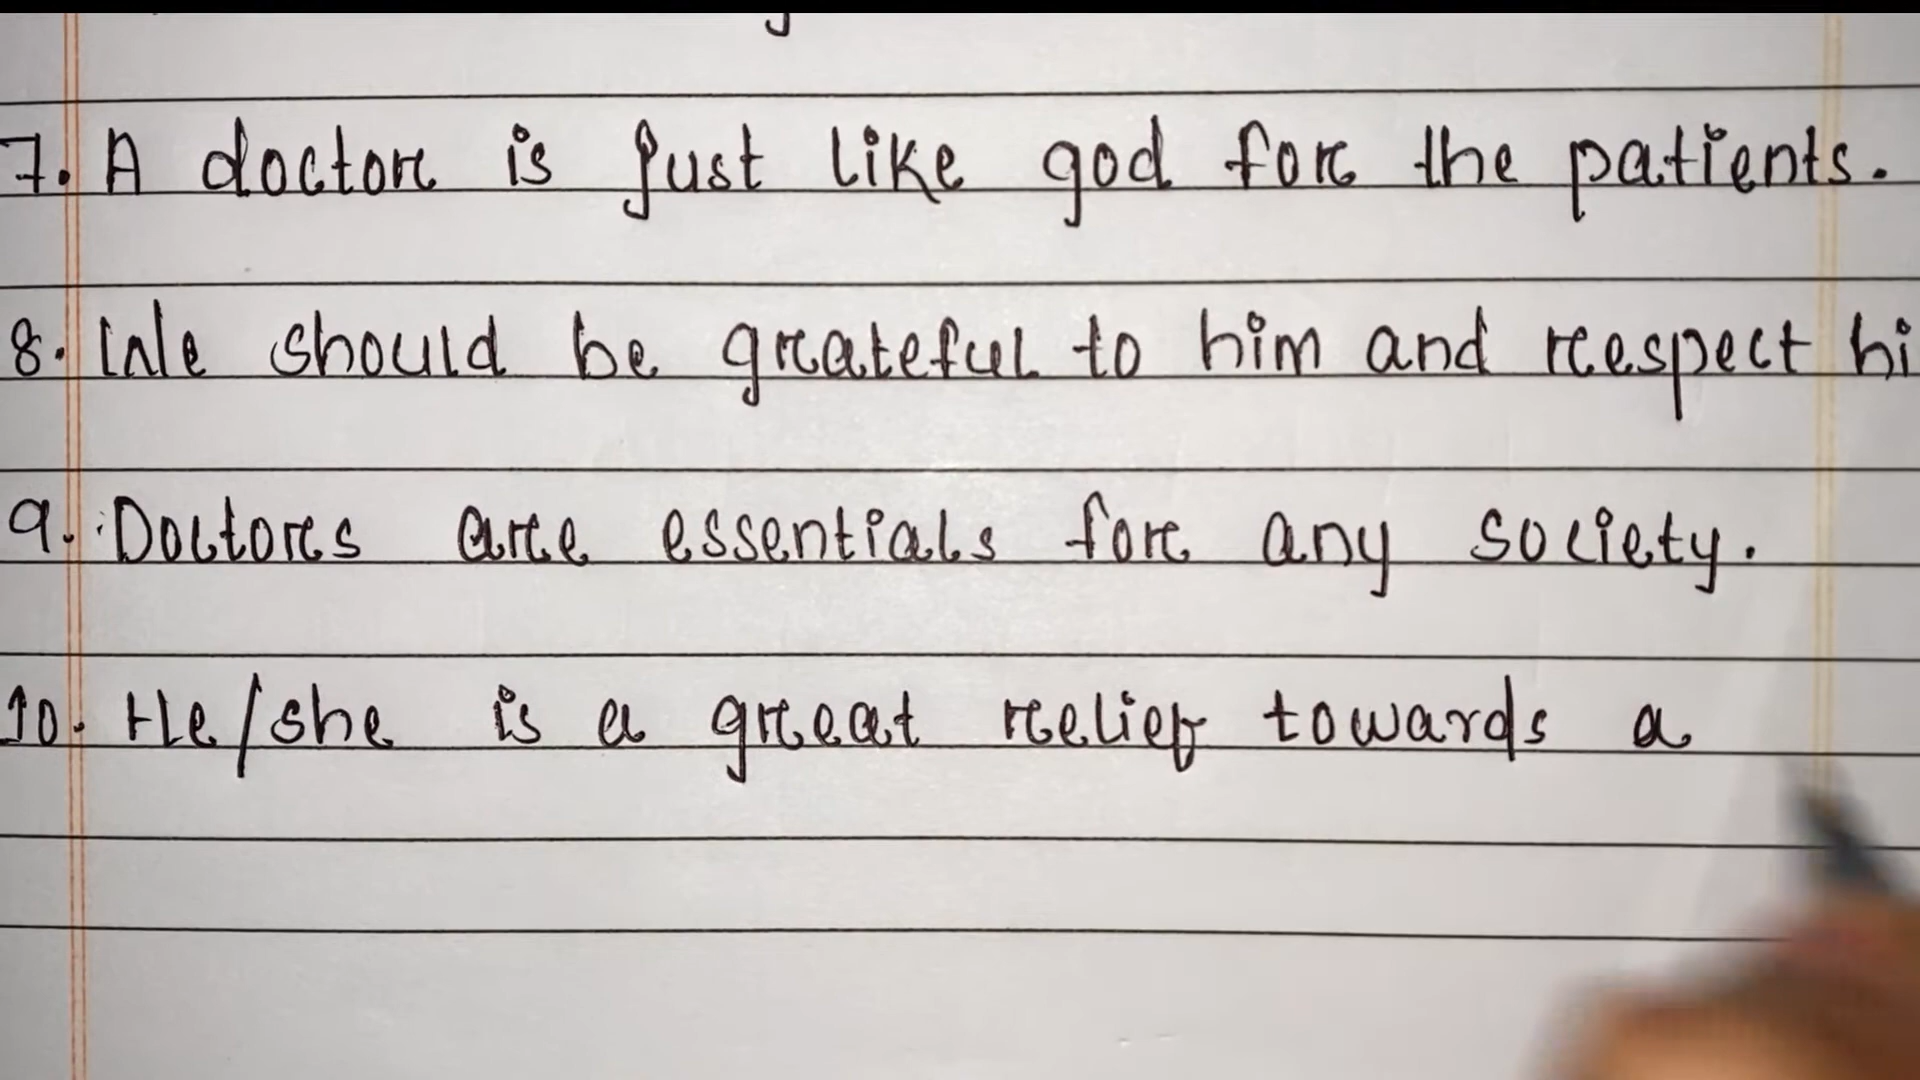 7. A doctor is just like god for the patients.
8. We should be grateful to him and respect hi
9. Doctors are essentials for any society.
10. He/she is a great relief towards a